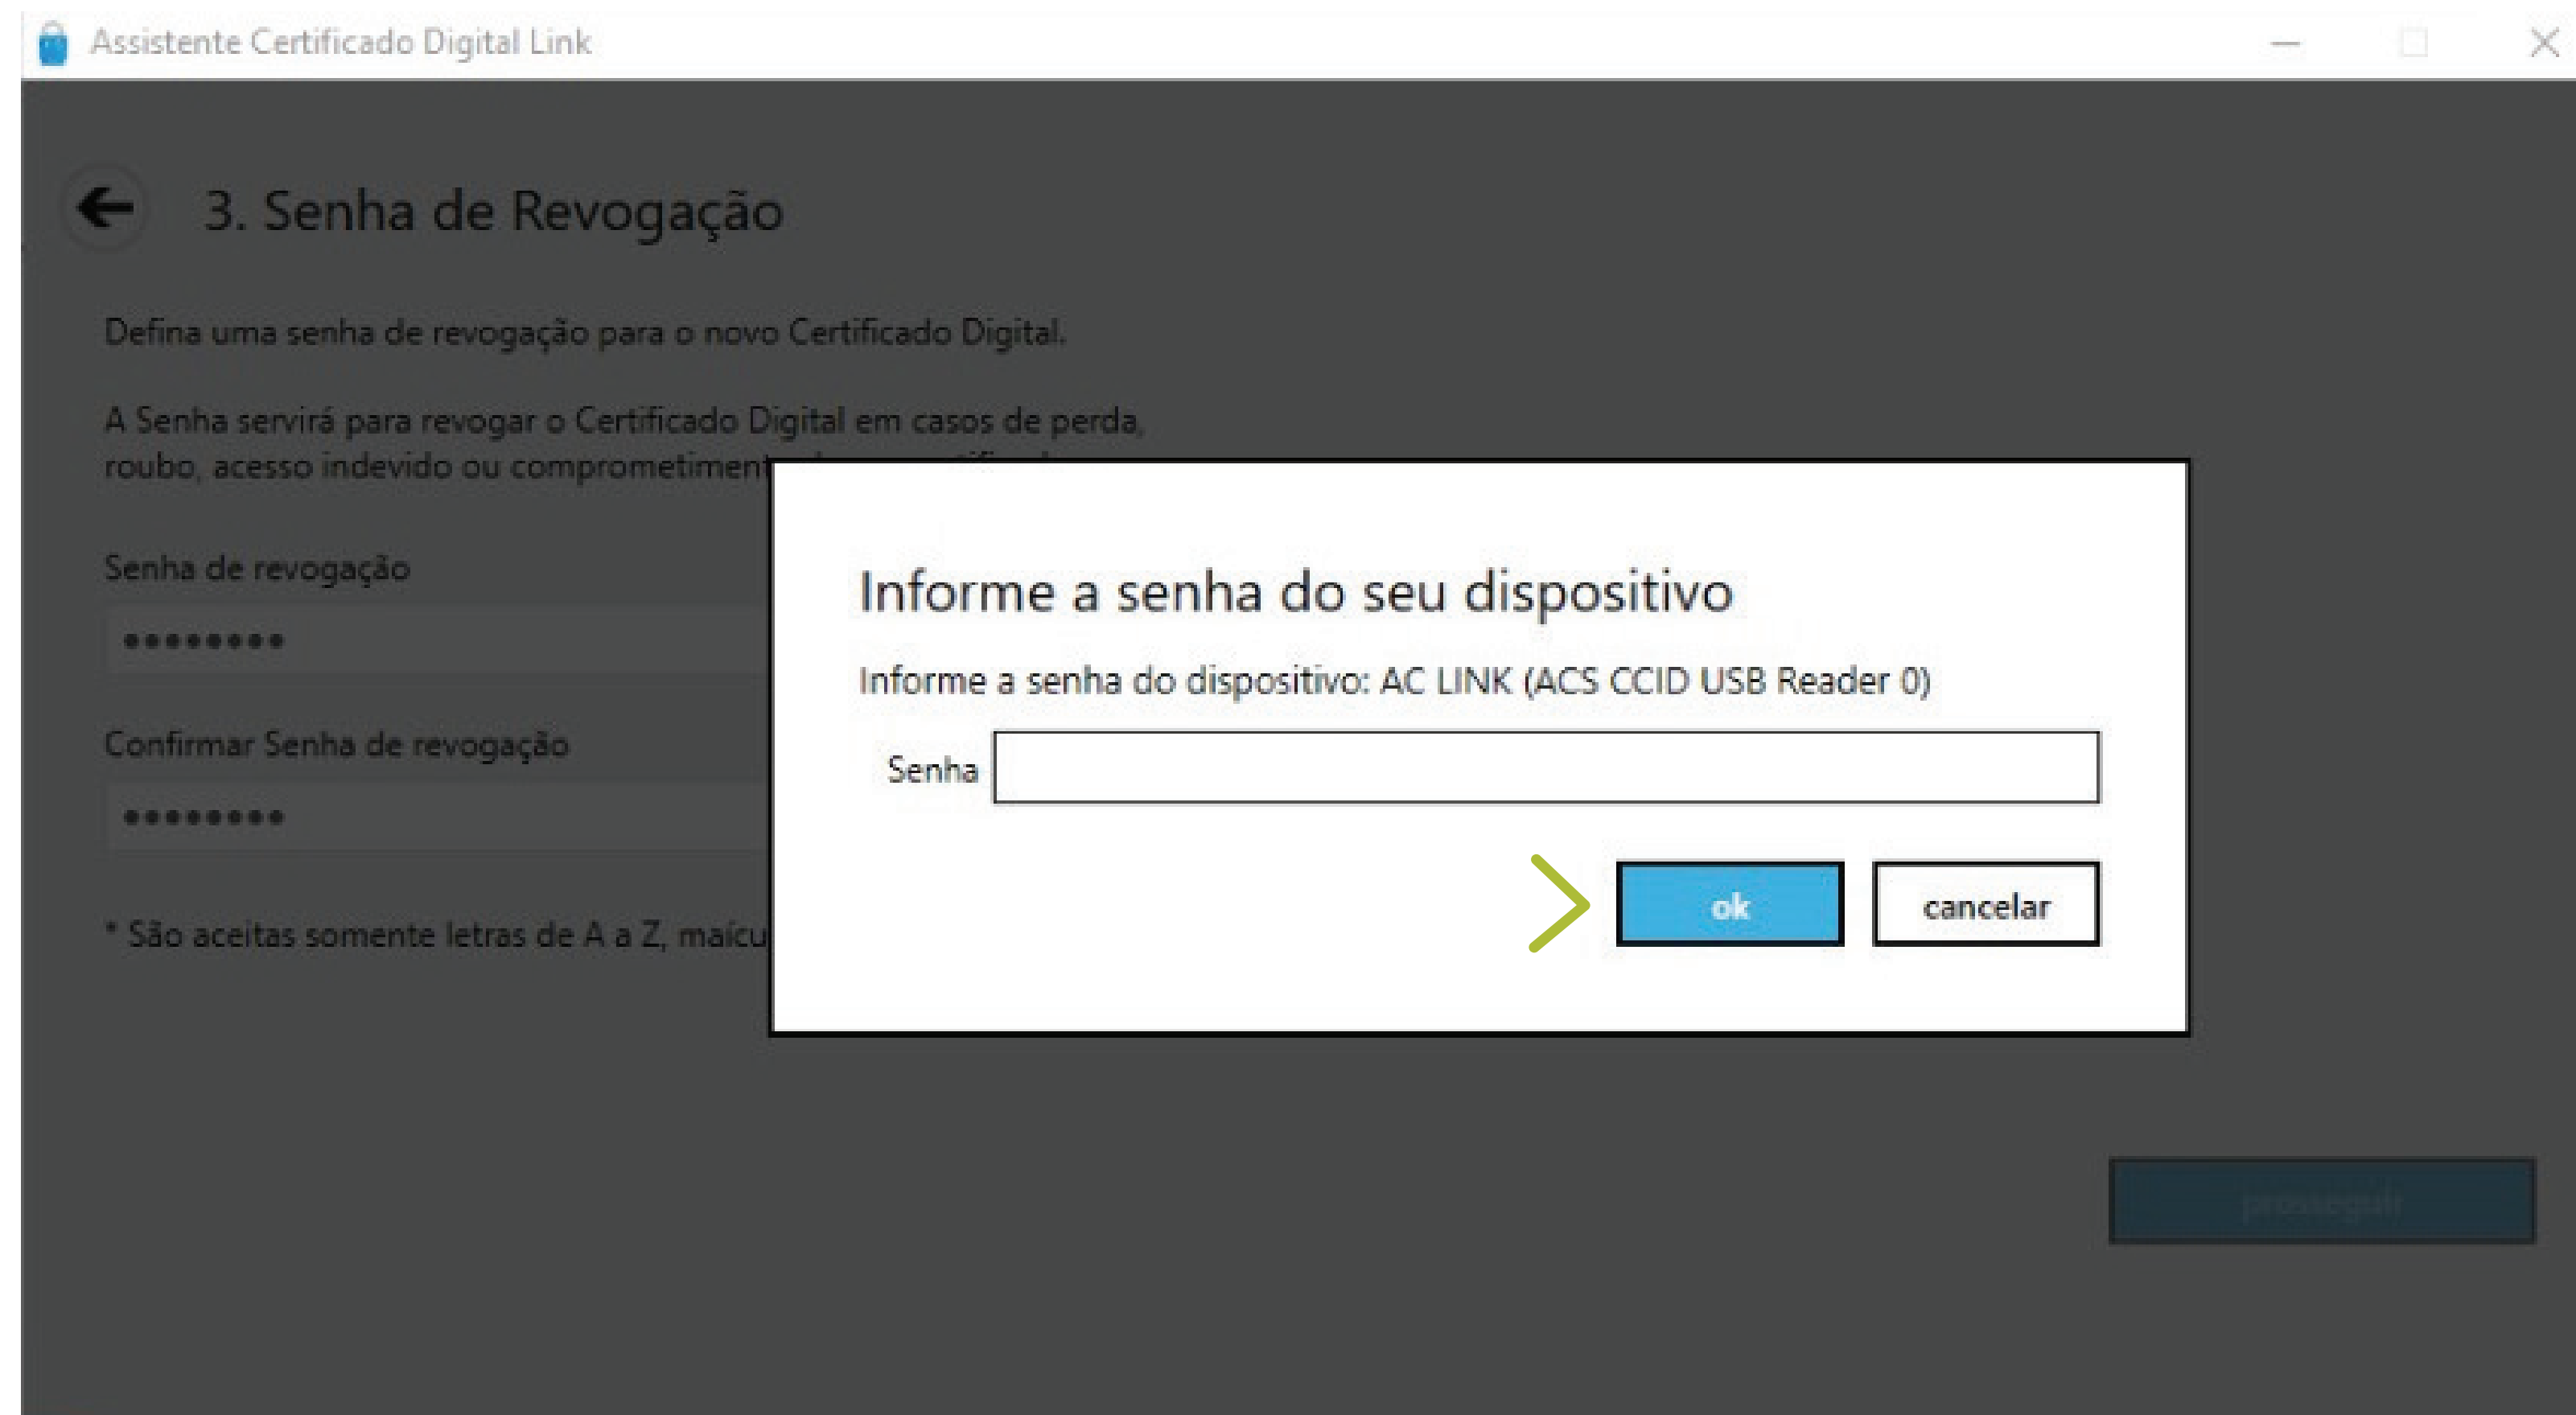 Assistente Certificado Digital Link
3. Senha de Revogação
Defina uma senha de revogação para o novo Certificado Digital.
A Senha servirá para revogar o Certificado Digital em casos de perda,
roubo, acesso indevido ou
Senha de revogação
Confirmar Senha de revogação
* São aceitas somente letras de A a Z,
Informe a senha do seu dispositivo
Informe a senha do dispositivo: AC LINK (ACS CCID USB Reader 0)
Senha
ok
cancelar
prosseguir